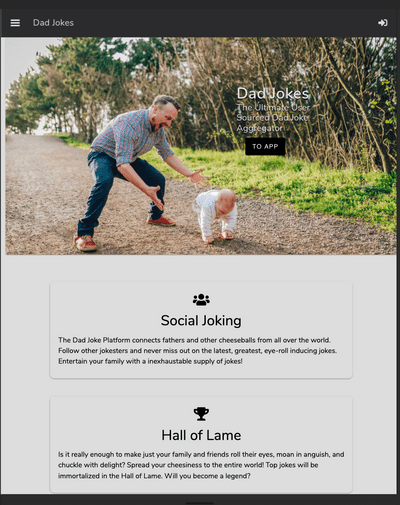 Dad Jokes
Dad Jokes
The Ultimate User
Sourced Dad Joke
Aggregator
TO APP
Social Joking
The Dad Joke Platform connects fathers and other cheeseballs from all over the world.
Follow other jokesters and never miss out on the latest, greatest, eye-roll inducing jokes.
Entertain your family with a inexhaustable supply of jokes!
Hall of Lame
Is it really enough to make just your family and friends roll their eyes, moan in anguish, and
chuckle with delight? Spread your cheesiness to the entire world! Top jokes will be
immortalized in the Hall of Lame. Will you become a legend?